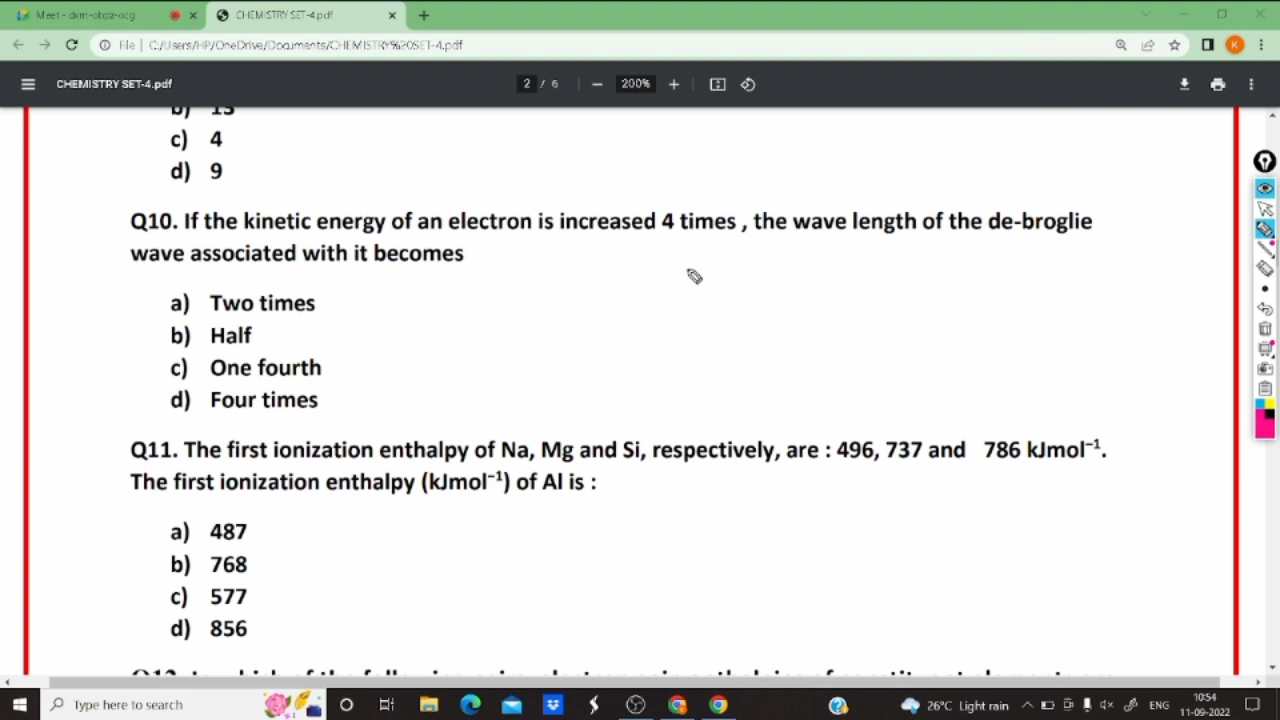 Meet - dxm-obpz-ocg
CHEMISTRY SET-4.pdf
File | C:/Users/HP/OneDrive/Documents/CHEMISTRY%20SET-4.pdf
K
CHEMISTRY SET-4.pdf
2 / 6
200%
b) 13
c) 4
d) 9
Q10. If the kinetic energy of an electron is increased 4 times , the wave length of the de-broglie
wave associated with it becomes
a) Two times
b) Half
c) One fourth
d) Four times
Q11. The first ionization enthalpy of Na, Mg and Si, respectively, are : 496, 737 and 786 kJmol⁻¹.
The first ionization enthalpy (kJmol⁻¹) of Al is :
a) 487
b) 768
c) 577
d) 856
Type here to search
26°C Light rain
ENG
10:54
11-09-2022